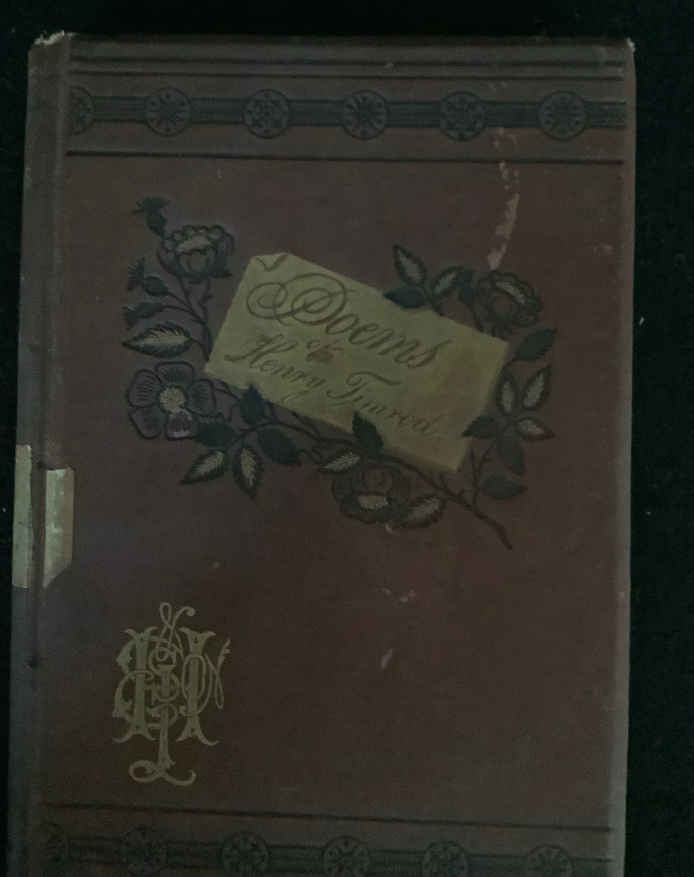 Poems
of
Henry Timrod.